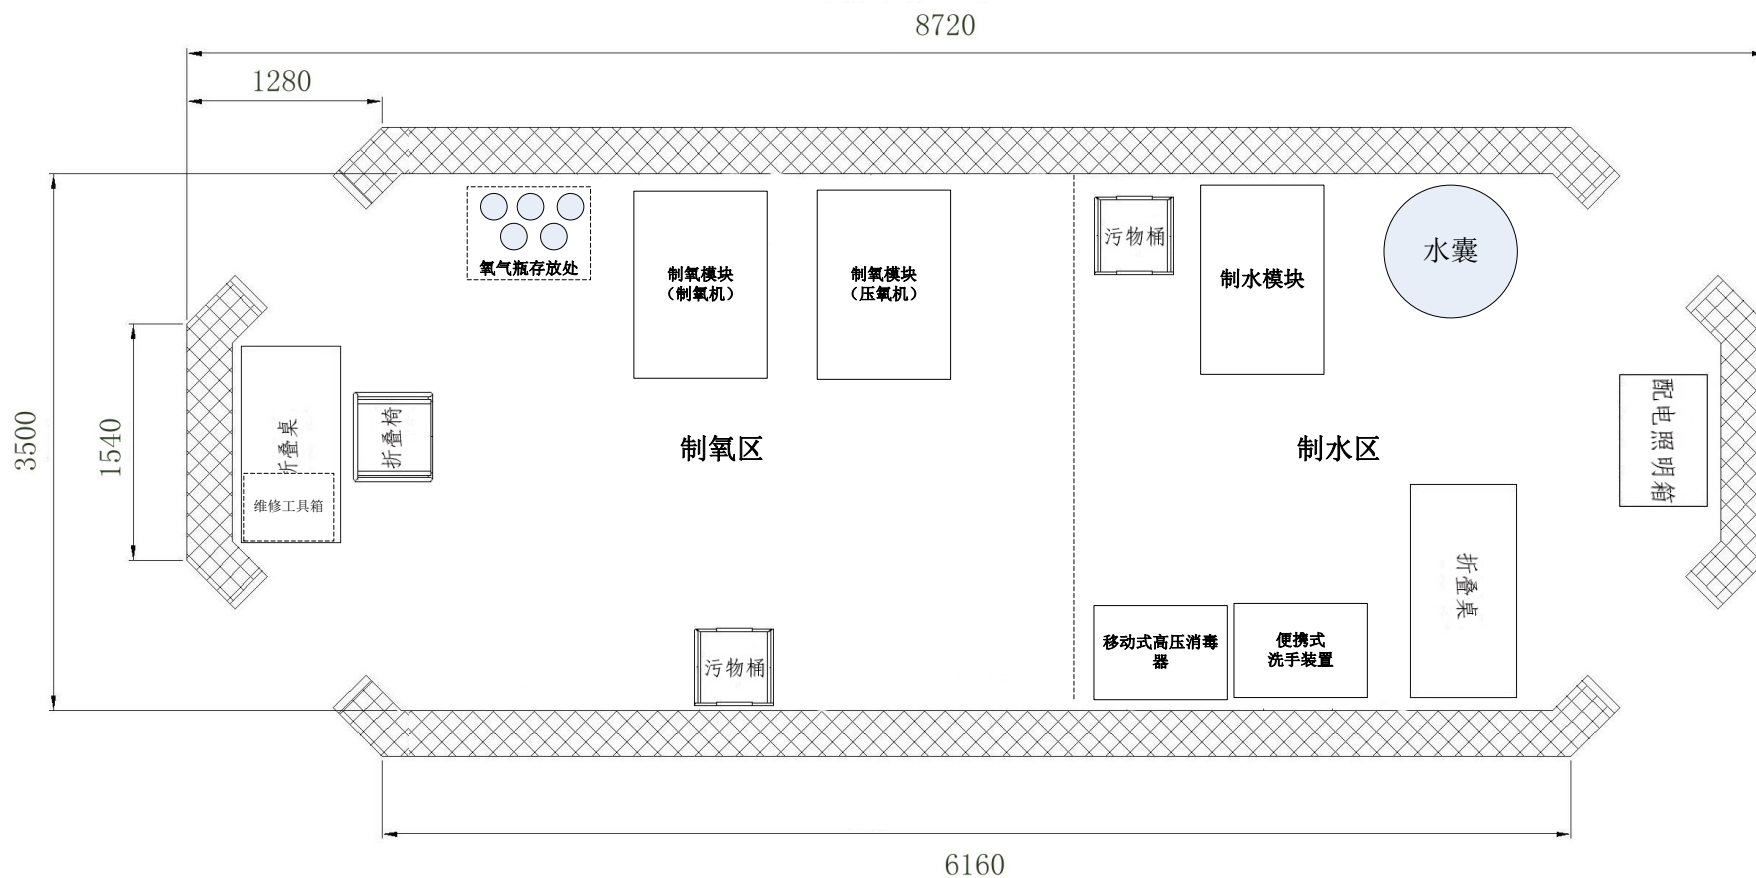 8720
1280
氧气瓶存放处
制氧模块
（制氧机）
制氧模块
（压氧机）
污物桶
制水模块
水囊
3500
1540
折叠桌
维修工具箱
折叠椅
制氧区
制水区
配电照明箱
污物桶
移动式高压消毒
器
便携式
洗手装置
折叠桌
6160